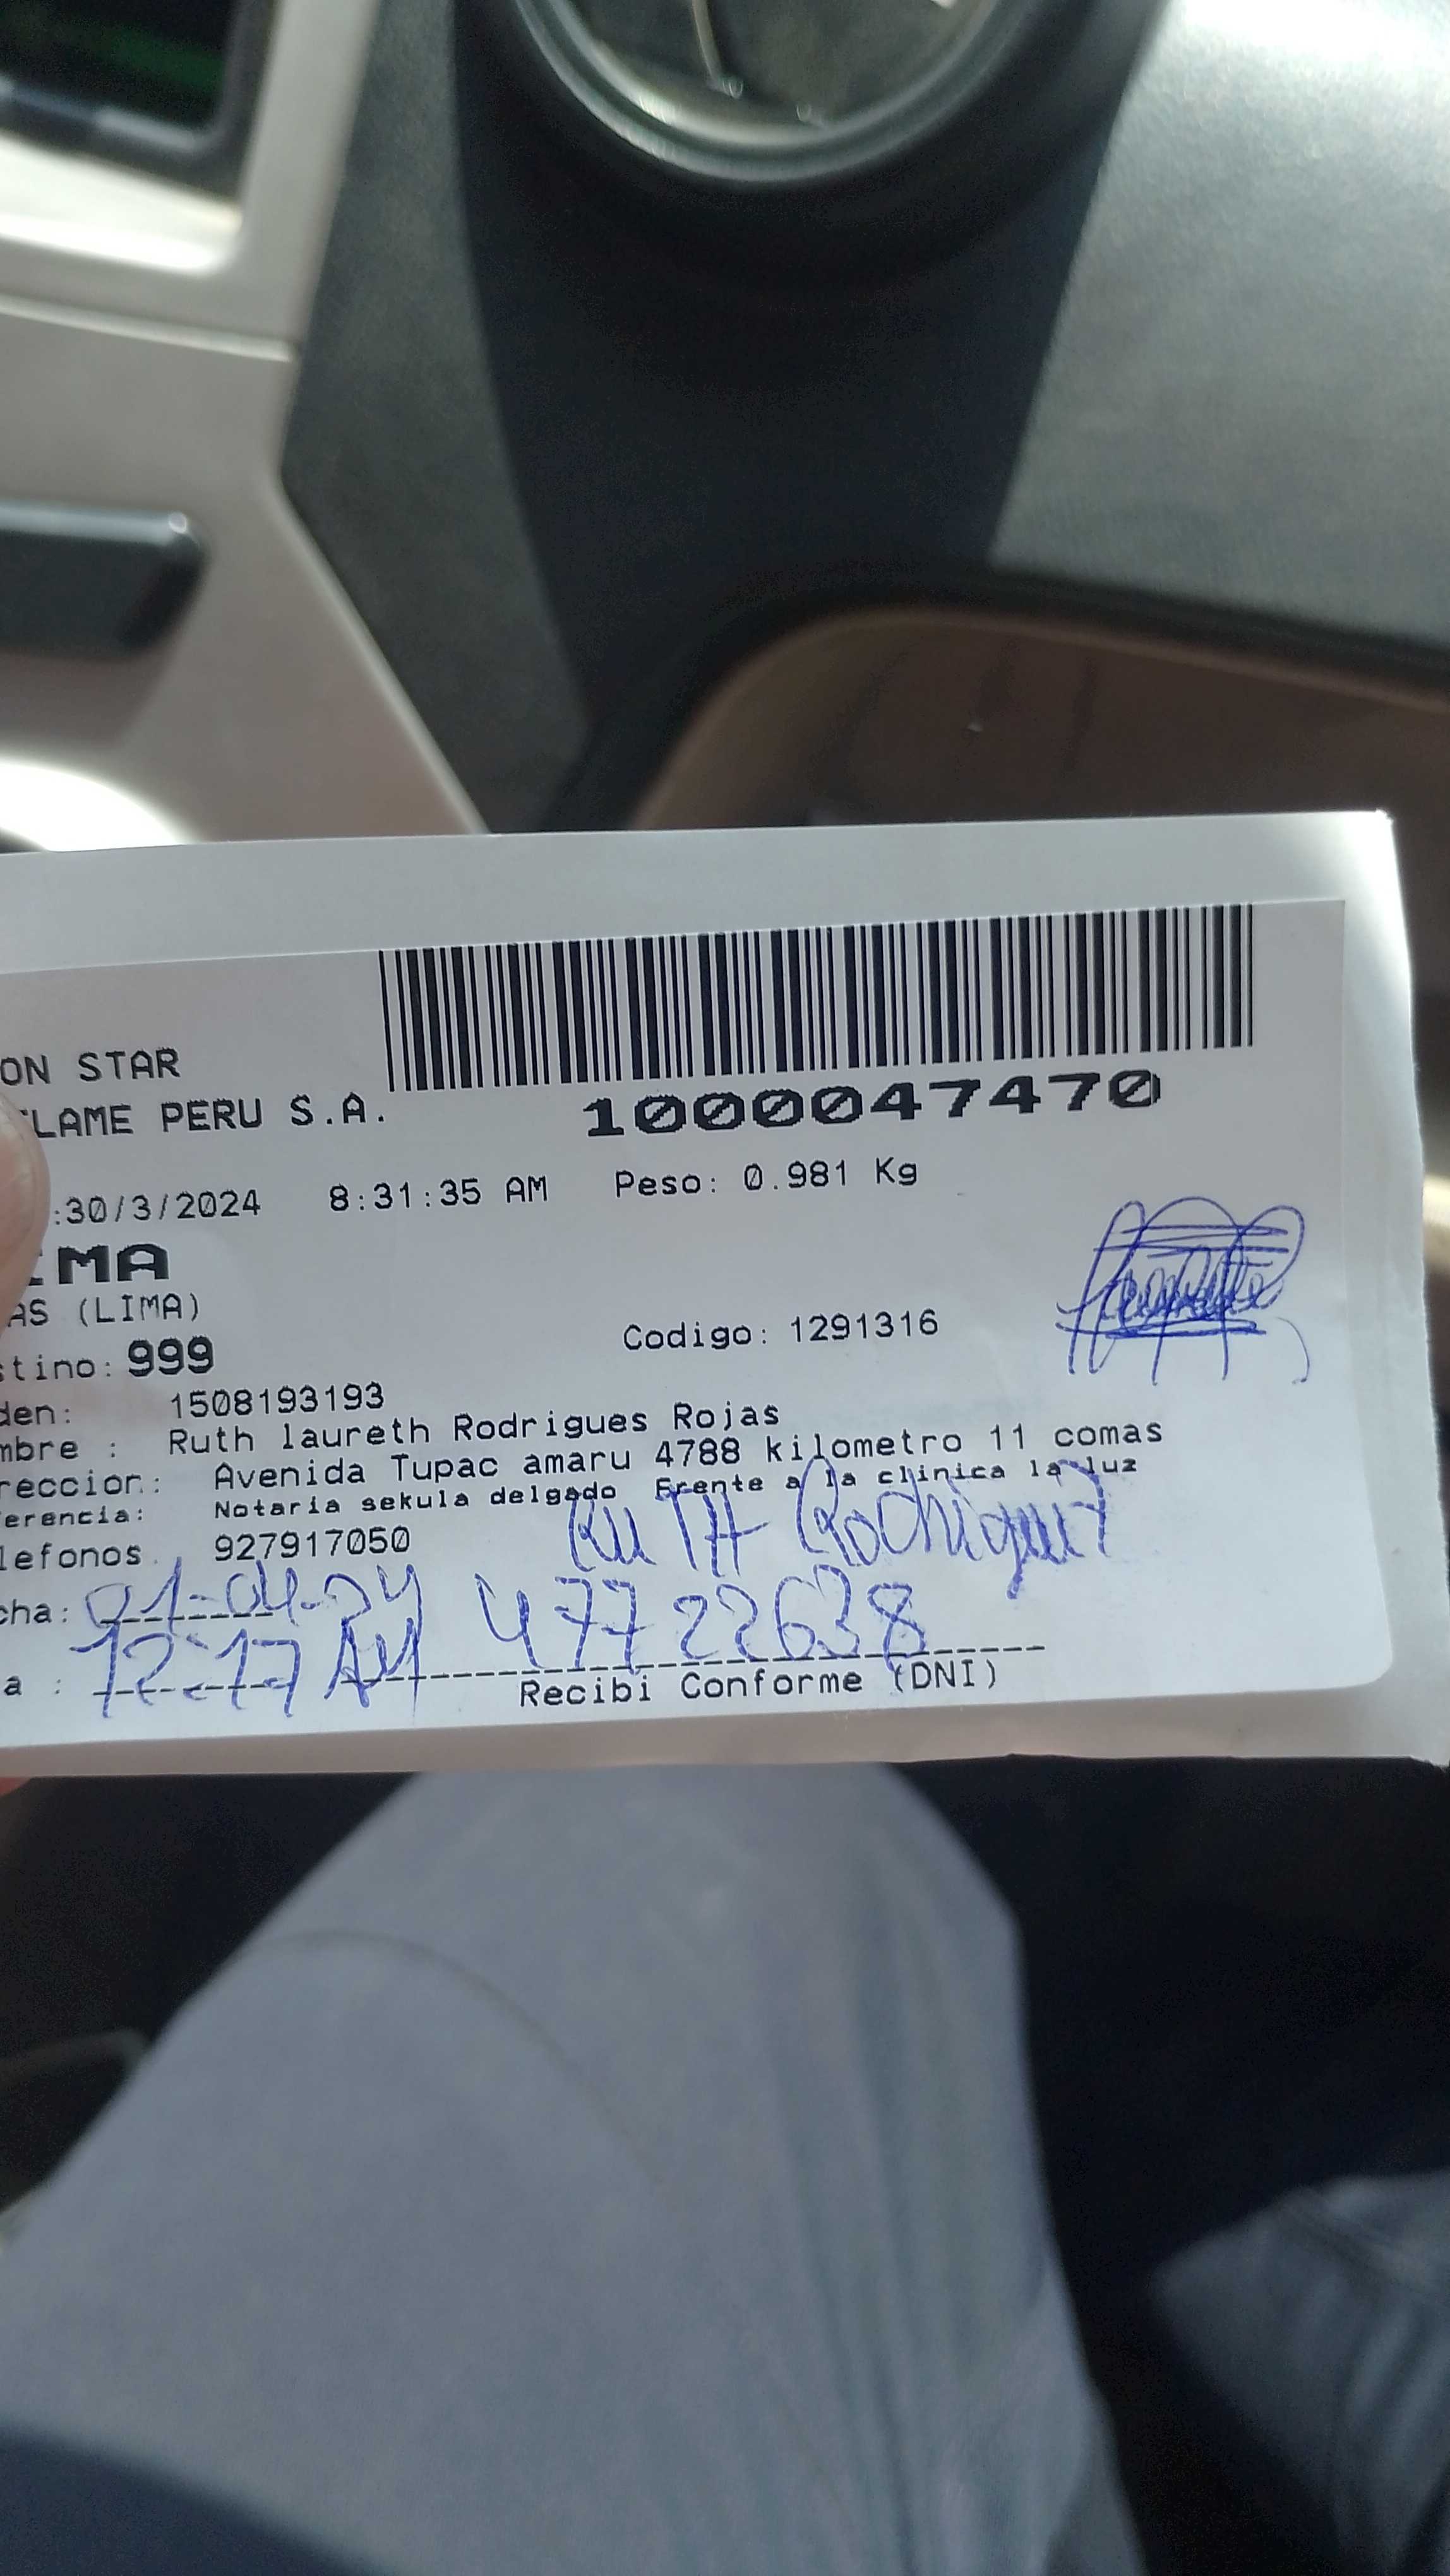 ON STAR
LAME PERU S.A.
1000047470
:30/3/2024 8:31:35 AM Peso: 0.981 Kg
IMA
AS (LIMA)
Codigo: 1291316
stino: 999
den: 1508193193
mbre : Ruth laureth Rodrigues Rojas
reccion: Avenida Tupac amaru 4788 kilometro 11 comas
erencia: Notaria sekula delgado Frente a la clinica la luz
lefonos 927917050
RuTH Rodriguez
cha: 01-04-24 47722638
a : 12:17 AM
Recibi Conforme (DNI)